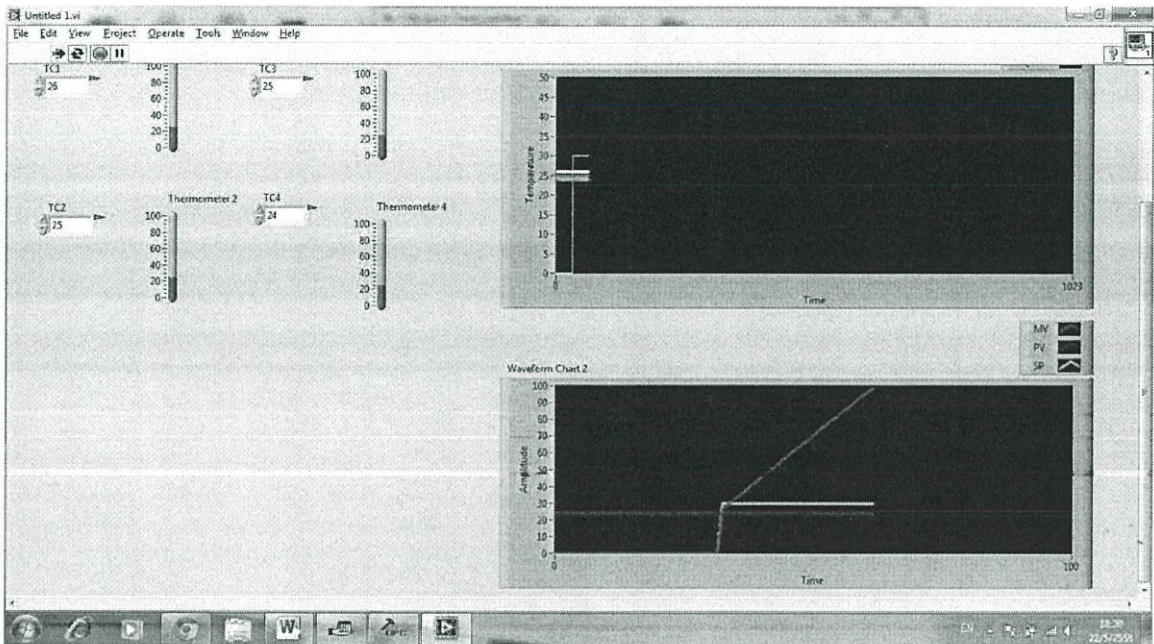 Untitled 1.vi
File Edit View Project Operate Tools Window Help
TC1
26
100
80
60
40
20
0
TC3
25
100
80
60
40
20
0
TC2
25
Thermometer 2
100
80
60
40
20
0
TC4
24
Thermometer 4
100
80
60
40
20
0
50
45
40
35
30
25
20
15
10
5
0
Temperature
0
1023
Time
MV
PV
SP
Waveform Chart 2
100
90
80
70
60
50
40
30
20
10
0
Amplitude
0
100
Time
W
OPC
EN
18:20